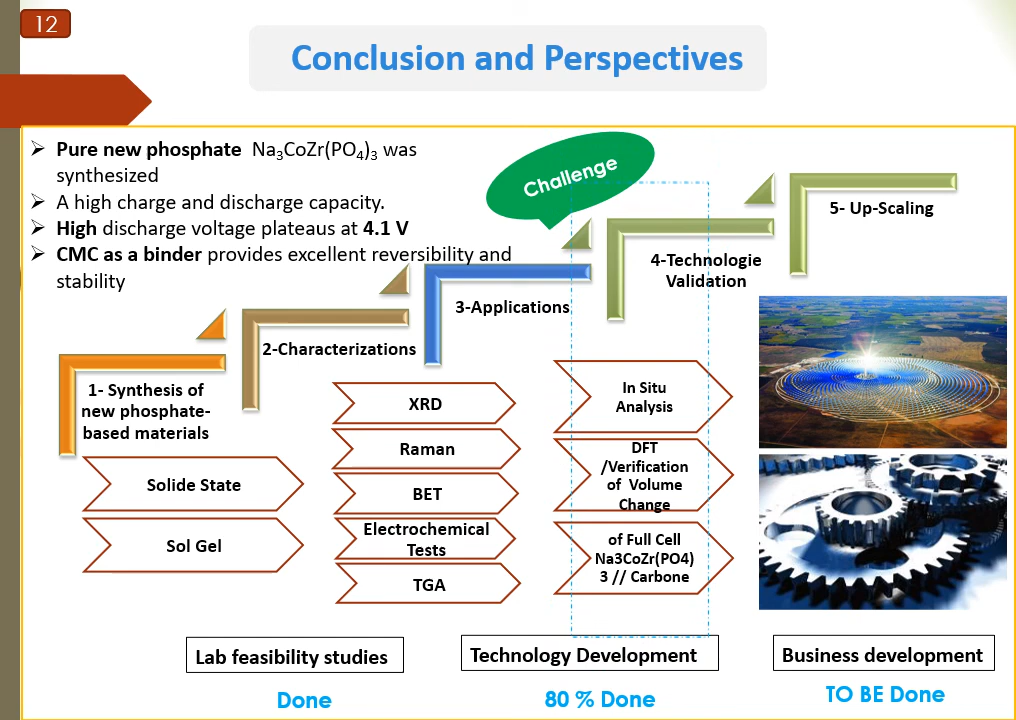 12
Conclusion and Perspectives
➢ Pure new phosphate Na₃CoZr(PO₄)₃ was
synthesized
➢ A high charge and discharge capacity.
➢ High discharge voltage plateaus at 4.1 V
➢ CMC as a binder provides excellent reversibility and
stability
Challenge
1- Synthesis of
new phosphate-
based materials
Solide State
Sol Gel
2-Characterizations
XRD
Raman
BET
Electrochemical
Tests
TGA
3-Applications
In Situ
Analysis
DFT
/Verification
of Volume
Change
of Full Cell
Na3CoZr(PO4)
3 // Carbone
4-Technologie
Validation
5- Up-Scaling
Lab feasibility studies
Done
Technology Development
80 % Done
Business development
TO BE Done